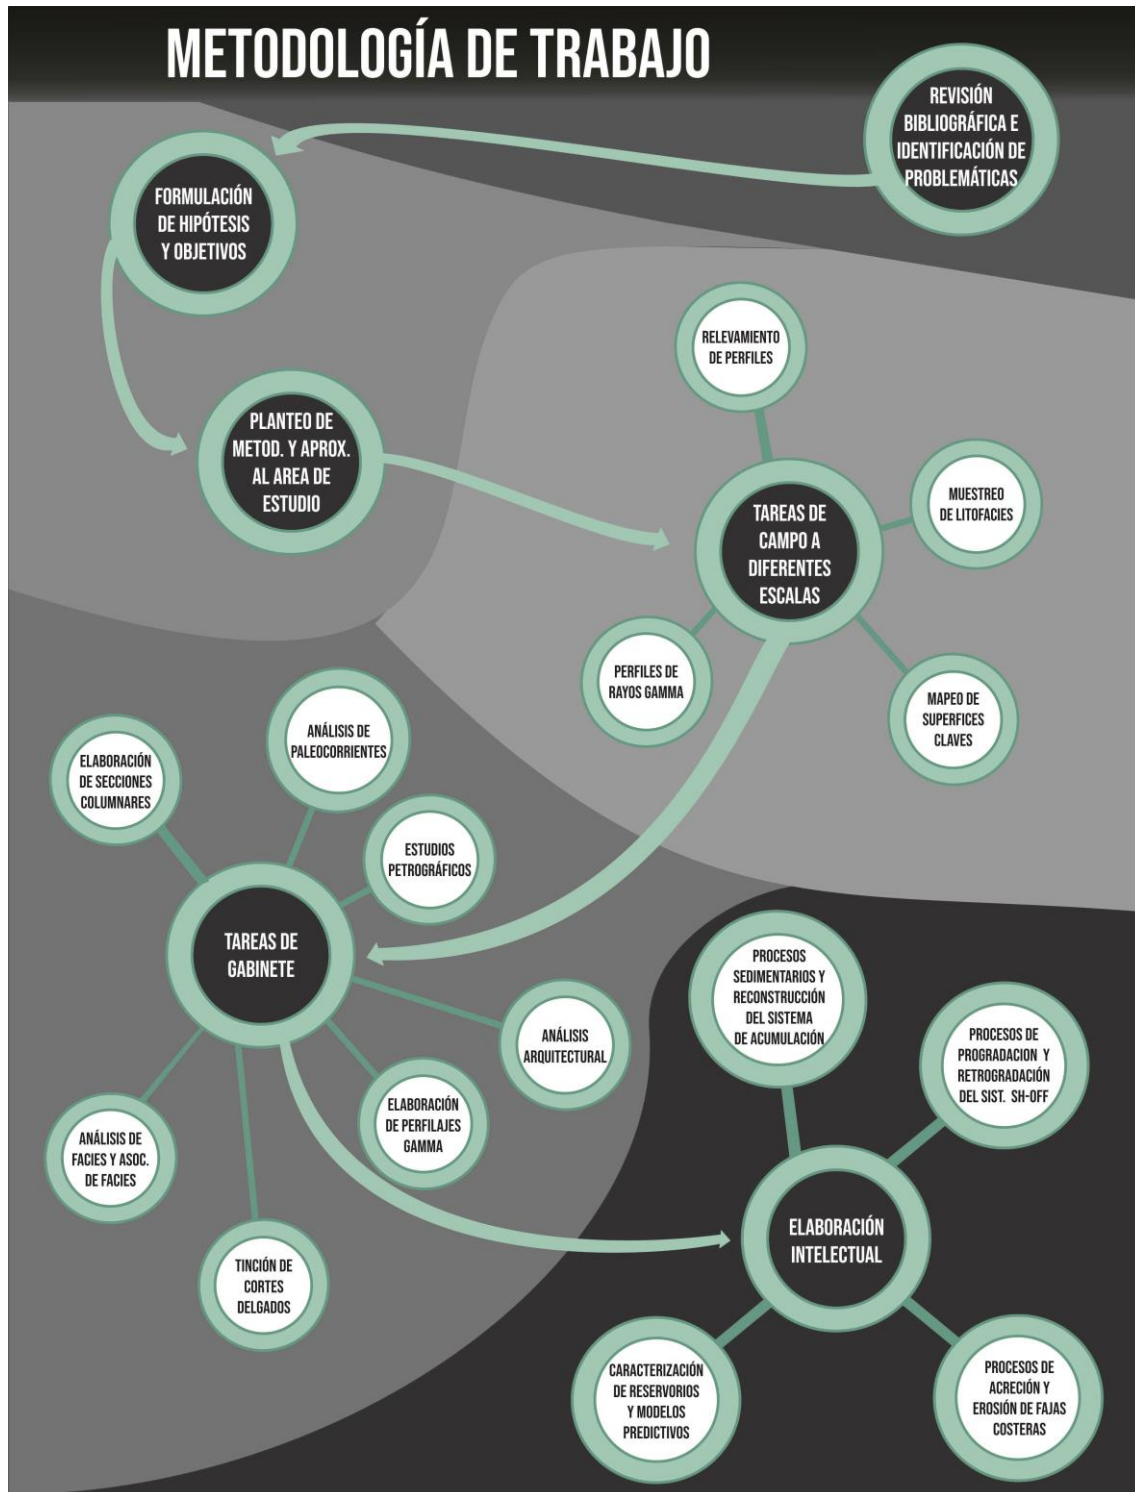 METODOLOGÍA DE TRABAJO
REVISIÓN
BIBLIOGRÁFICA E
IDENTIFICACIÓN DE
PROBLEMÁTICAS
FORMULACIÓN
DE HIPÓTESIS
Y OBJETIVOS
PLANTEO DE
METOD. Y APROX.
AL AREA DE
ESTUDIO
TAREAS DE
CAMPO A
DIFERENTES
ESCALAS
RELEVAMIENTO
DE PERFILES
MUESTREO
DE LITOFACIES
MAPEO DE
SUPERFICES
CLAVES
PERFILES DE
RAYOS GAMMA
TAREAS DE
GABINETE
ELABORACIÓN
DE SECCIONES
COLUMNARES
ANÁLISIS DE
PALEOCORRIENTES
ESTUDIOS
PETROGRÁFICOS
ANÁLISIS
ARQUITECTURAL
ELABORACIÓN
DE PERFILAJES
GAMMA
TINCIÓN DE
CORTES
DELGADOS
ANÁLISIS DE
FACIES Y ASOC.
DE FACIES
ELABORACIÓN
INTELECTUAL
PROCESOS
SEDIMENTARIOS Y
RECONSTRUCCIÓN
DEL SISTEMA
DE ACUMULACIÓN
PROCESOS DE
PROGRADACION Y
RETROGRADACIÓN
DEL SIST. SH-OFF
PROCESOS DE
ACRECIÓN Y
EROSIÓN DE FAJAS
COSTERAS
CARACTERIZACIÓN
DE RESERVORIOS
Y MODELOS
PREDICTIVOS